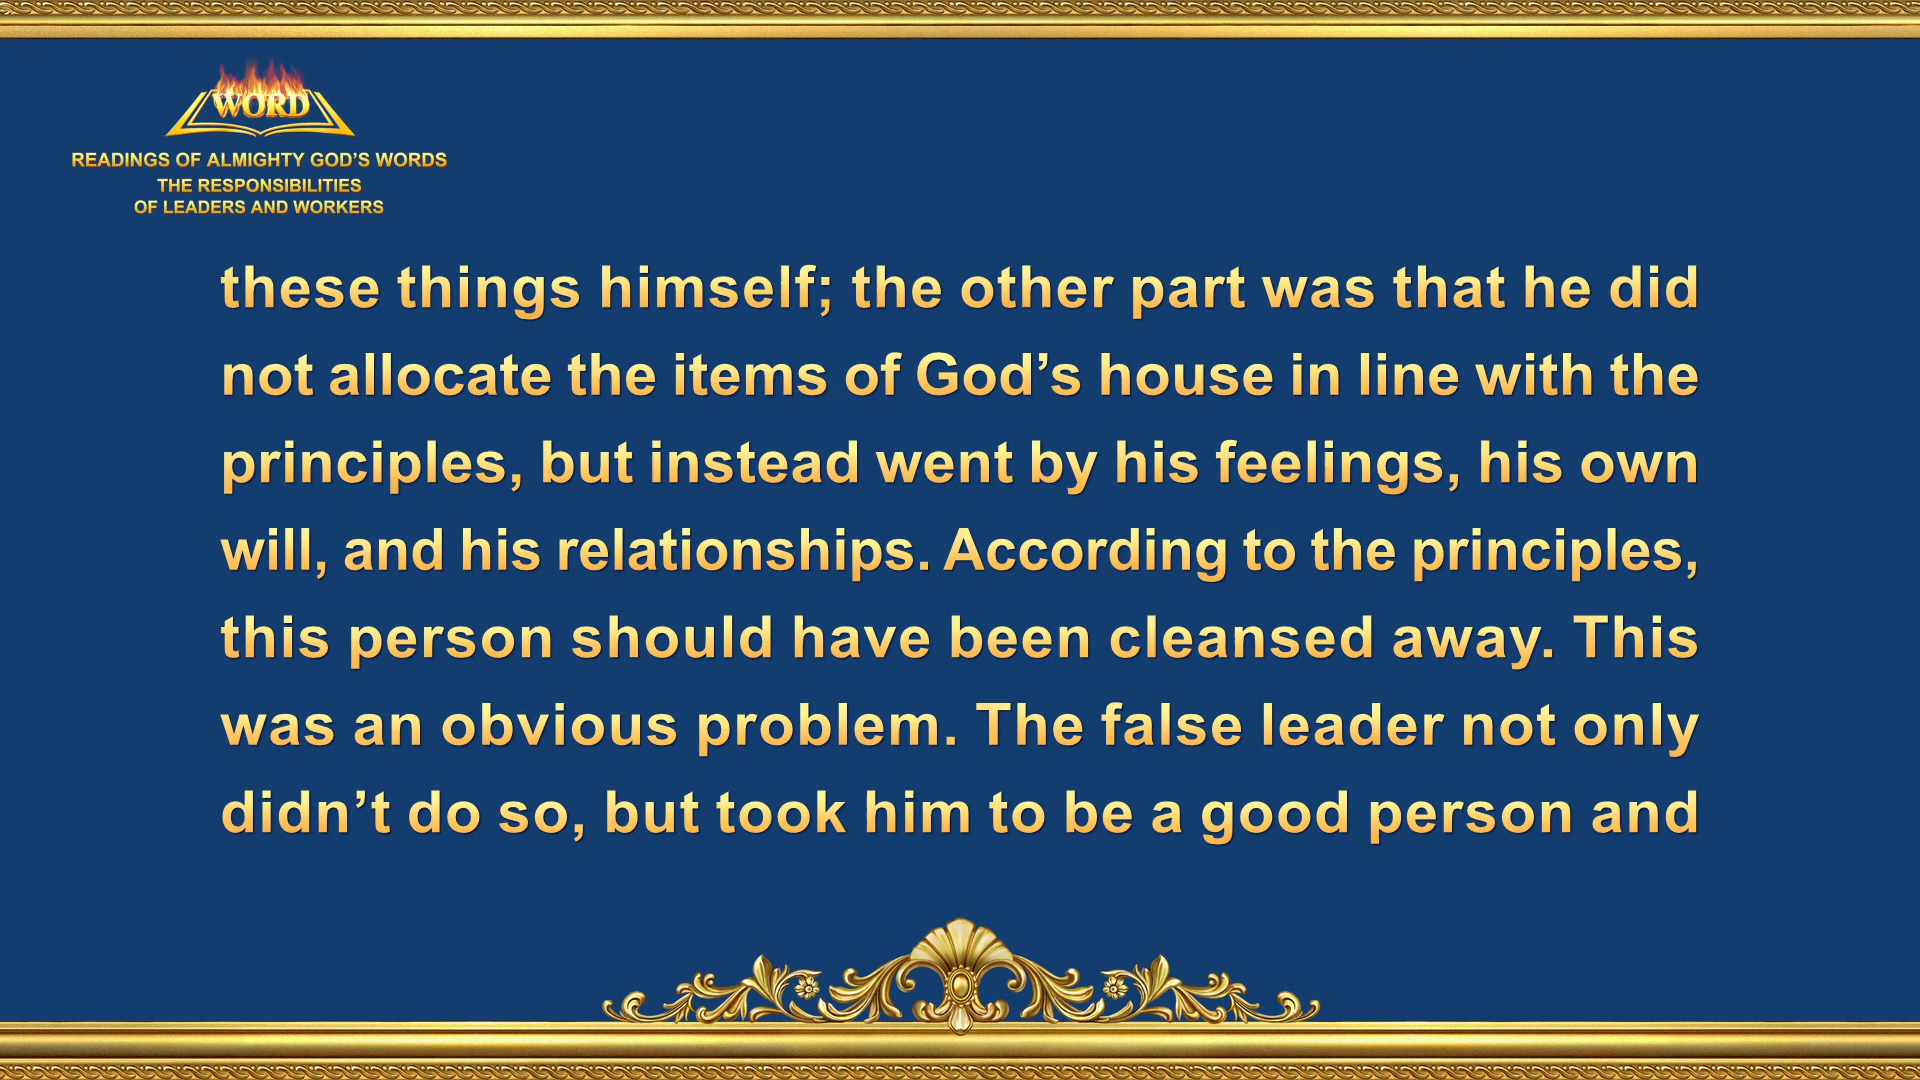 WORD
READINGS OF ALMIGHTY GOD’S WORDS
THE RESPONSIBILITIES
OF LEADERS AND WORKERS
these things himself; the other part was that he did
not allocate the items of God’s house in line with the
principles, but instead went by his feelings, his own
will, and his relationships. According to the principles,
this person should have been cleansed away. This
was an obvious problem. The false leader not only
didn’t do so, but took him to be a good person and